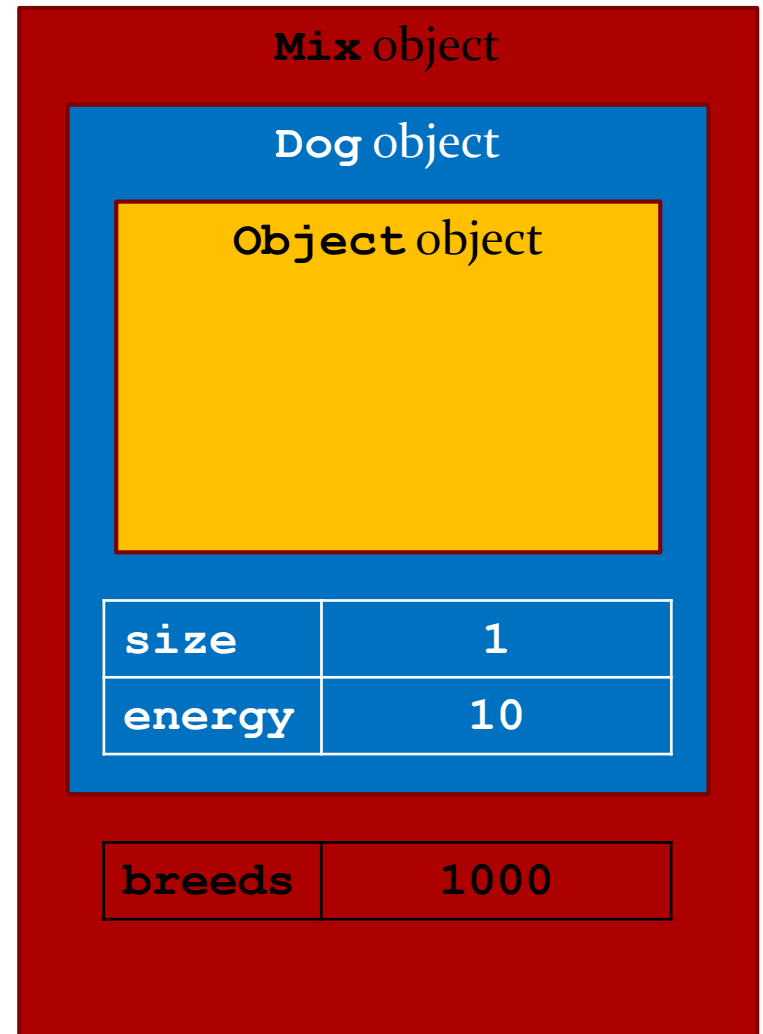 Mix object
Dog object
Object object
size 1
energy 10
breeds 1000